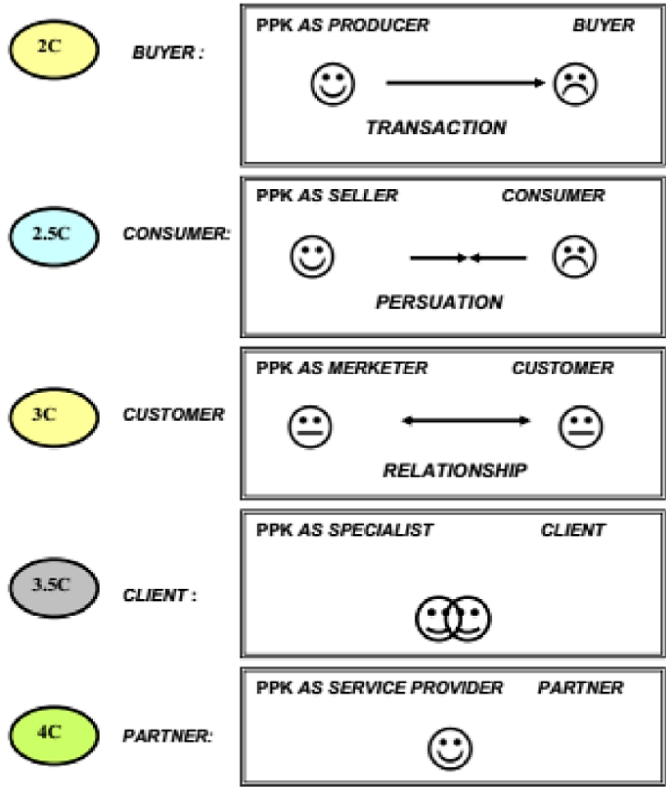 2C
BUYER :
PPK AS PRODUCER BUYER
TRANSACTION
2.5C
CONSUMER:
PPK AS SELLER CONSUMER
PERSUATION
3C
CUSTOMER
PPK AS MERKETER CUSTOMER
RELATIONSHIP
3.5C
CLIENT :
PPK AS SPECIALIST CLIENT
4C
PARTNER:
PPK AS SERVICE PROVIDER PARTNER